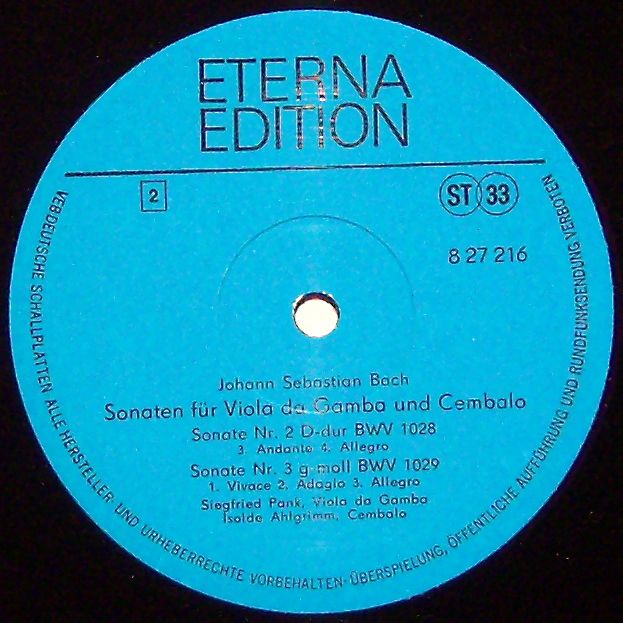 ETERNA
EDITION
2
ST 33
8 27 216
Johann Sebastian Bach
Sonaten für Viola da Gamba und Cembalo
Sonate Nr. 2 D-dur BWV 1028
3. Andante 4. Allegro
Sonate Nr. 3 g-moll BWV 1029
1. Vivace 2. Adagio 3. Allegro
Siegfried Pank, Viola da Gamba
Isolde Ahlgrimm, Cembalo
VEB DEUTSCHE SCHALLPLATTEN ALLE HERSTELLER- UND URHEBERRECHTE VORBEHALTEN· ÜBERSPIELUNG, ÖFFENTLICHE AUFFÜHRUNG UND RUNDFUNKSENDUNG VERBOTEN